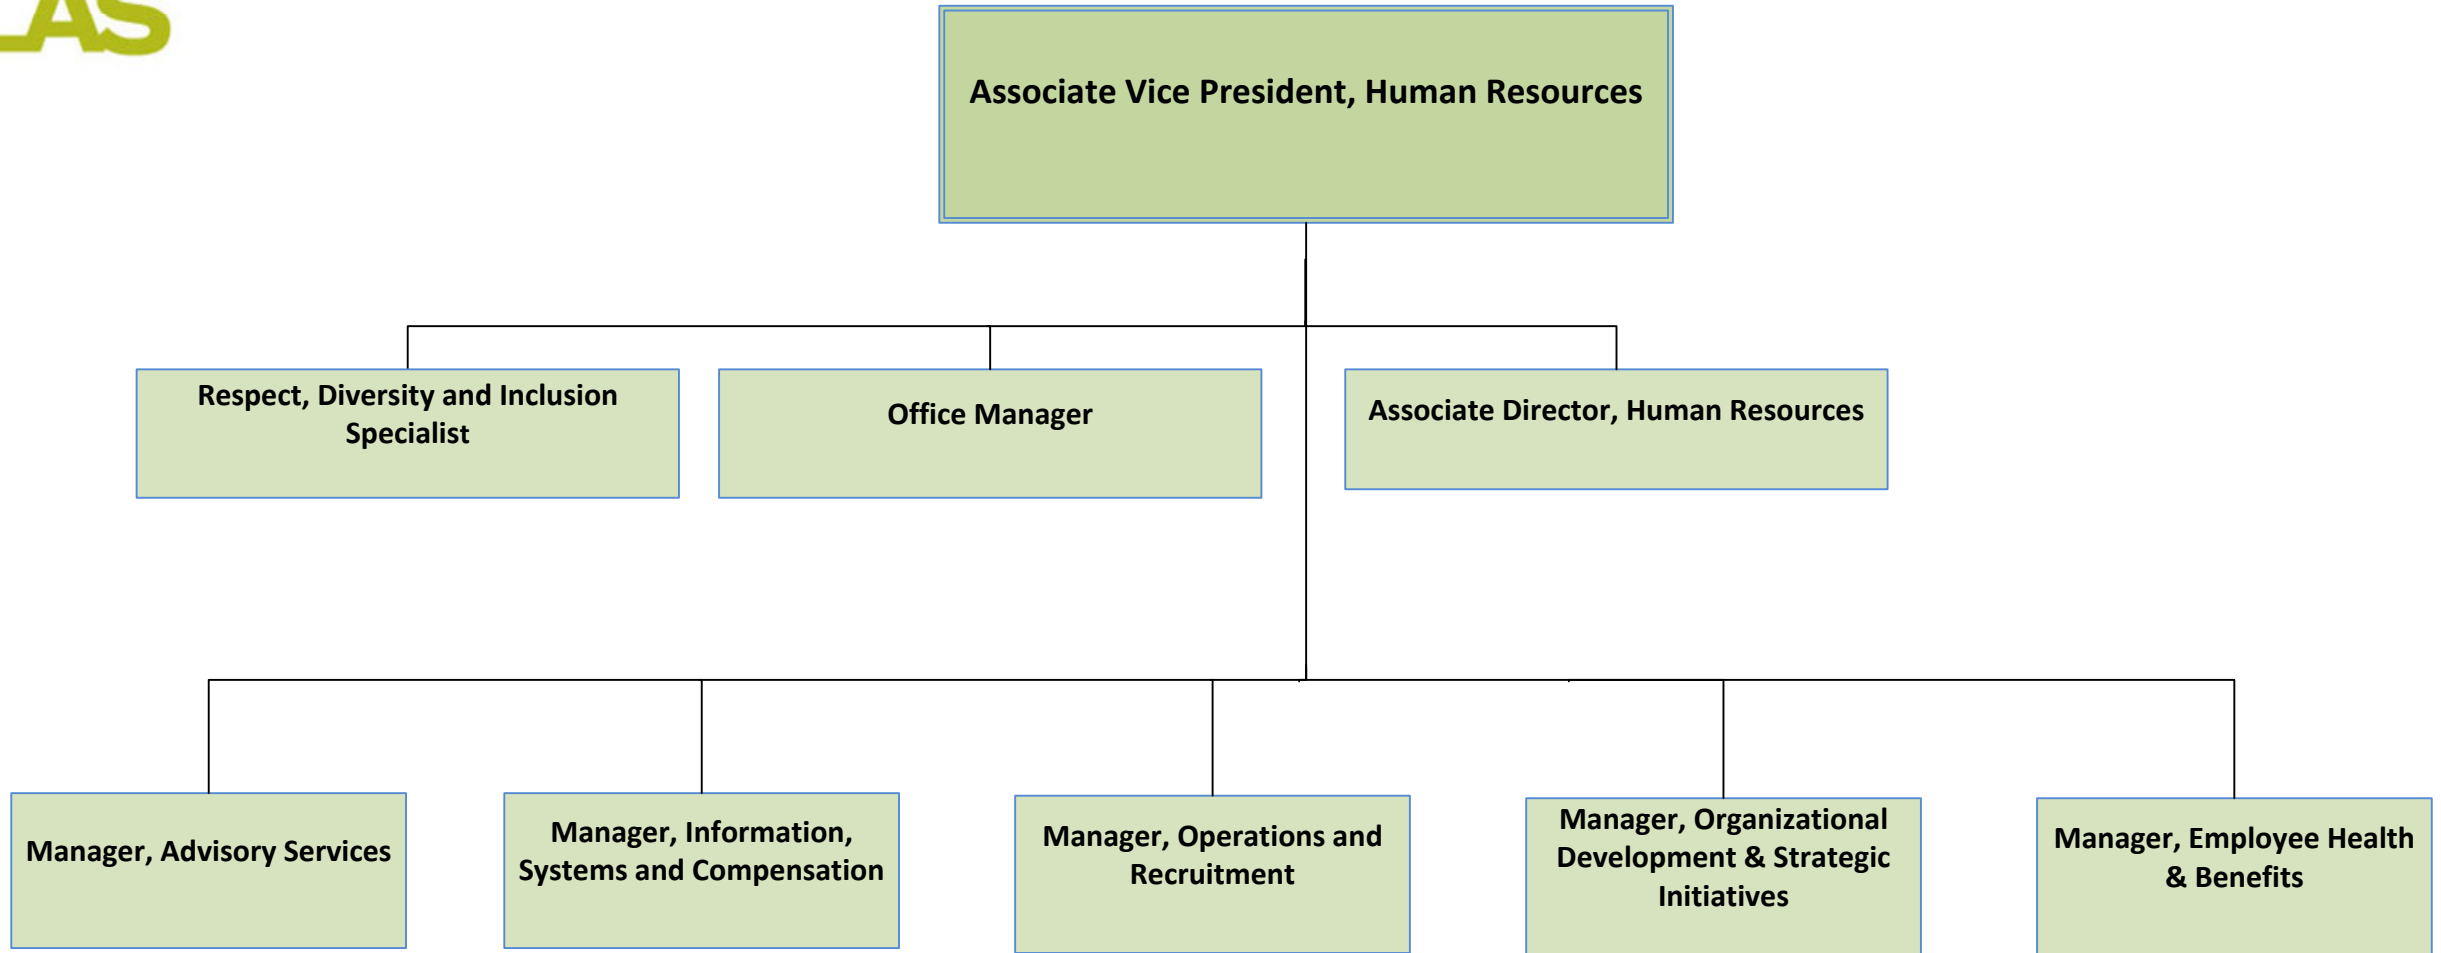 LAS
Associate Vice President, Human Resources
Respect, Diversity and Inclusion
Specialist
Office Manager
Associate Director, Human Resources
Manager, Advisory Services
Manager, Information,
Systems and Compensation
Manager, Operations and
Recruitment
Manager, Organizational
Development & Strategic
Initiatives
Manager, Employee Health
& Benefits